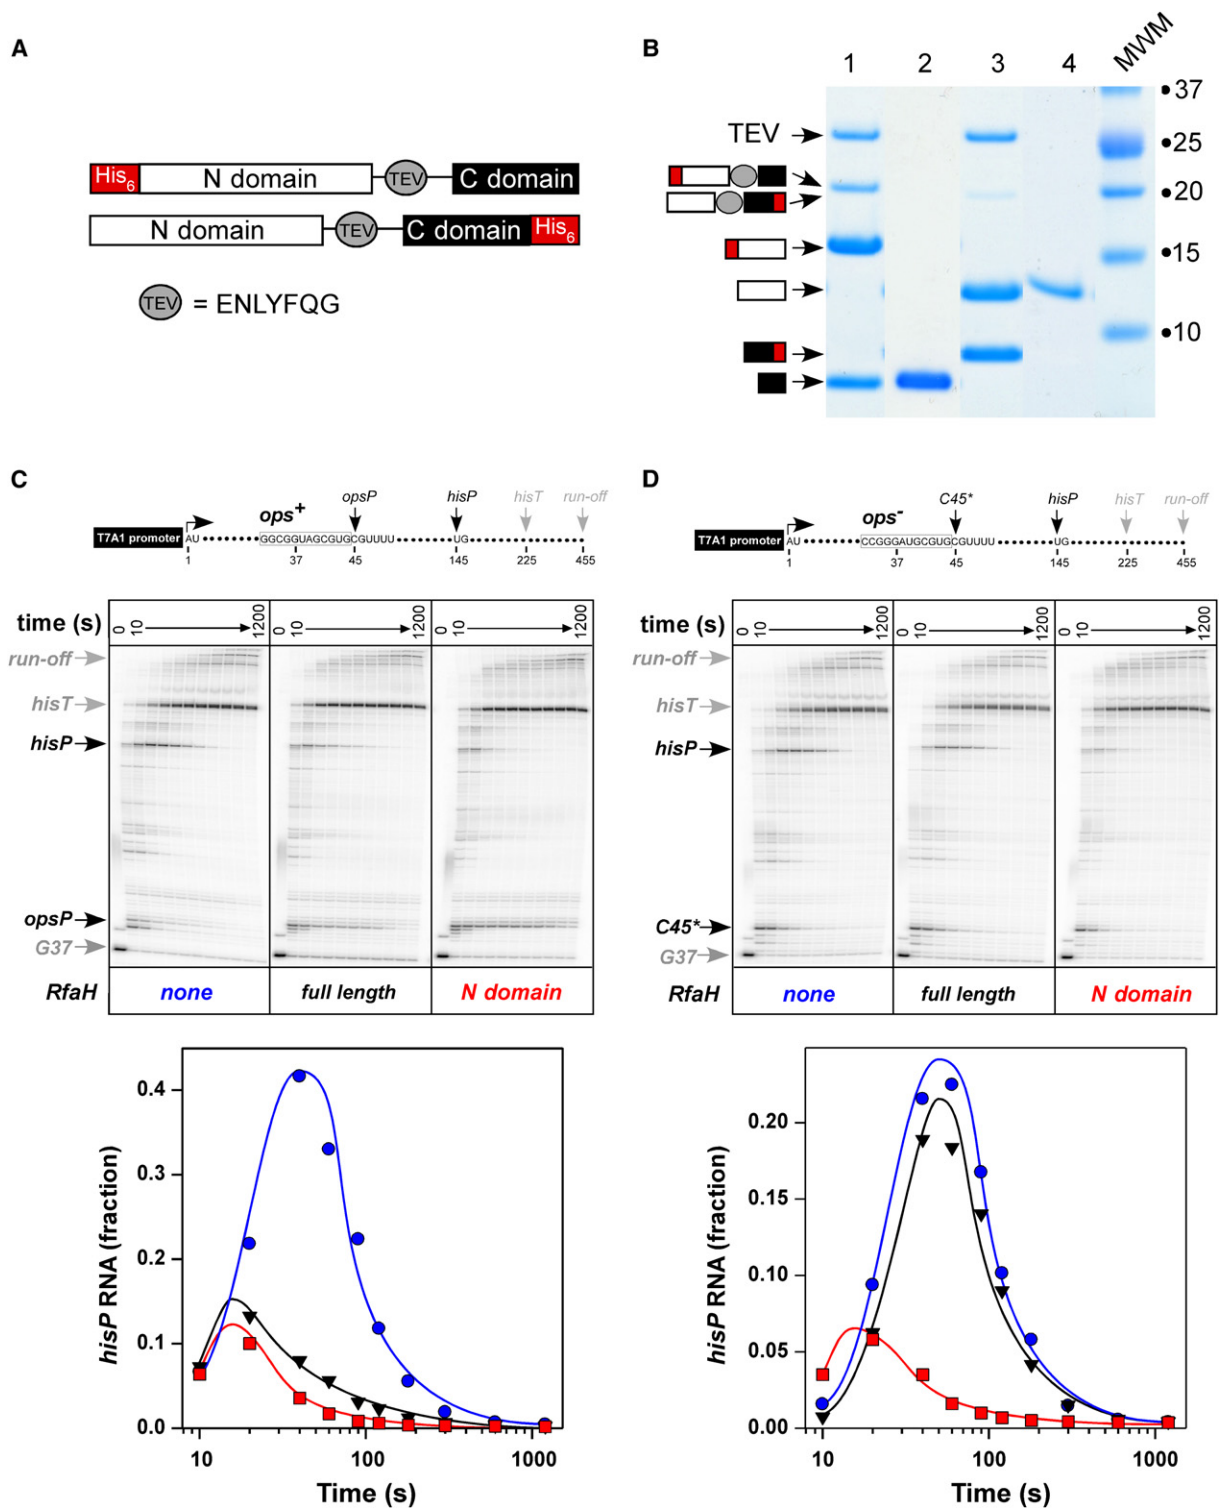 A
His6 N domain TEV C domain
N domain TEV C domain His6
TEV = ENLYFQG
B
1 2 3 4 MWM
TEV
37
25
20
15
10
C
ops+ opsP hisP hisT run-off
T7A1 promoter AU GGCGGUAGCGUGCGUUUU UG
1 37 45 145 225 455
time (s) 0 10 1200 0 10 1200 0 10 1200
run-off
hisT
hisP
opsP
G37
RfaH none full length N domain
hisP RNA (fraction)
0.4
0.3
0.2
0.1
0.0
10 100 1000
Time (s)
D
ops- C45* hisP hisT run-off
T7A1 promoter AU CCGGGAUGCGUGCGUUUU UG
1 37 45 145 225 455
time (s) 0 10 1200 0 10 1200 0 10 1200
run-off
hisT
hisP
C45*
G37
RfaH none full length N domain
hisP RNA (fraction)
0.20
0.15
0.10
0.05
0.00
10 100 1000
Time (s)